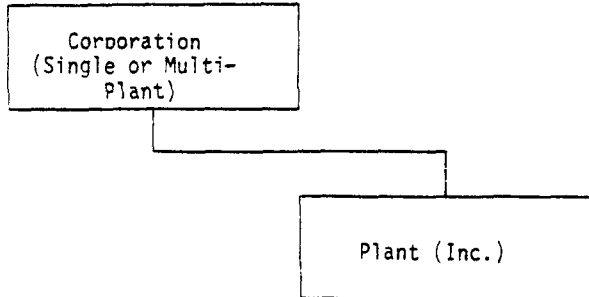 Corporation
(Single or Multi-
Plant)
Plant (Inc.)